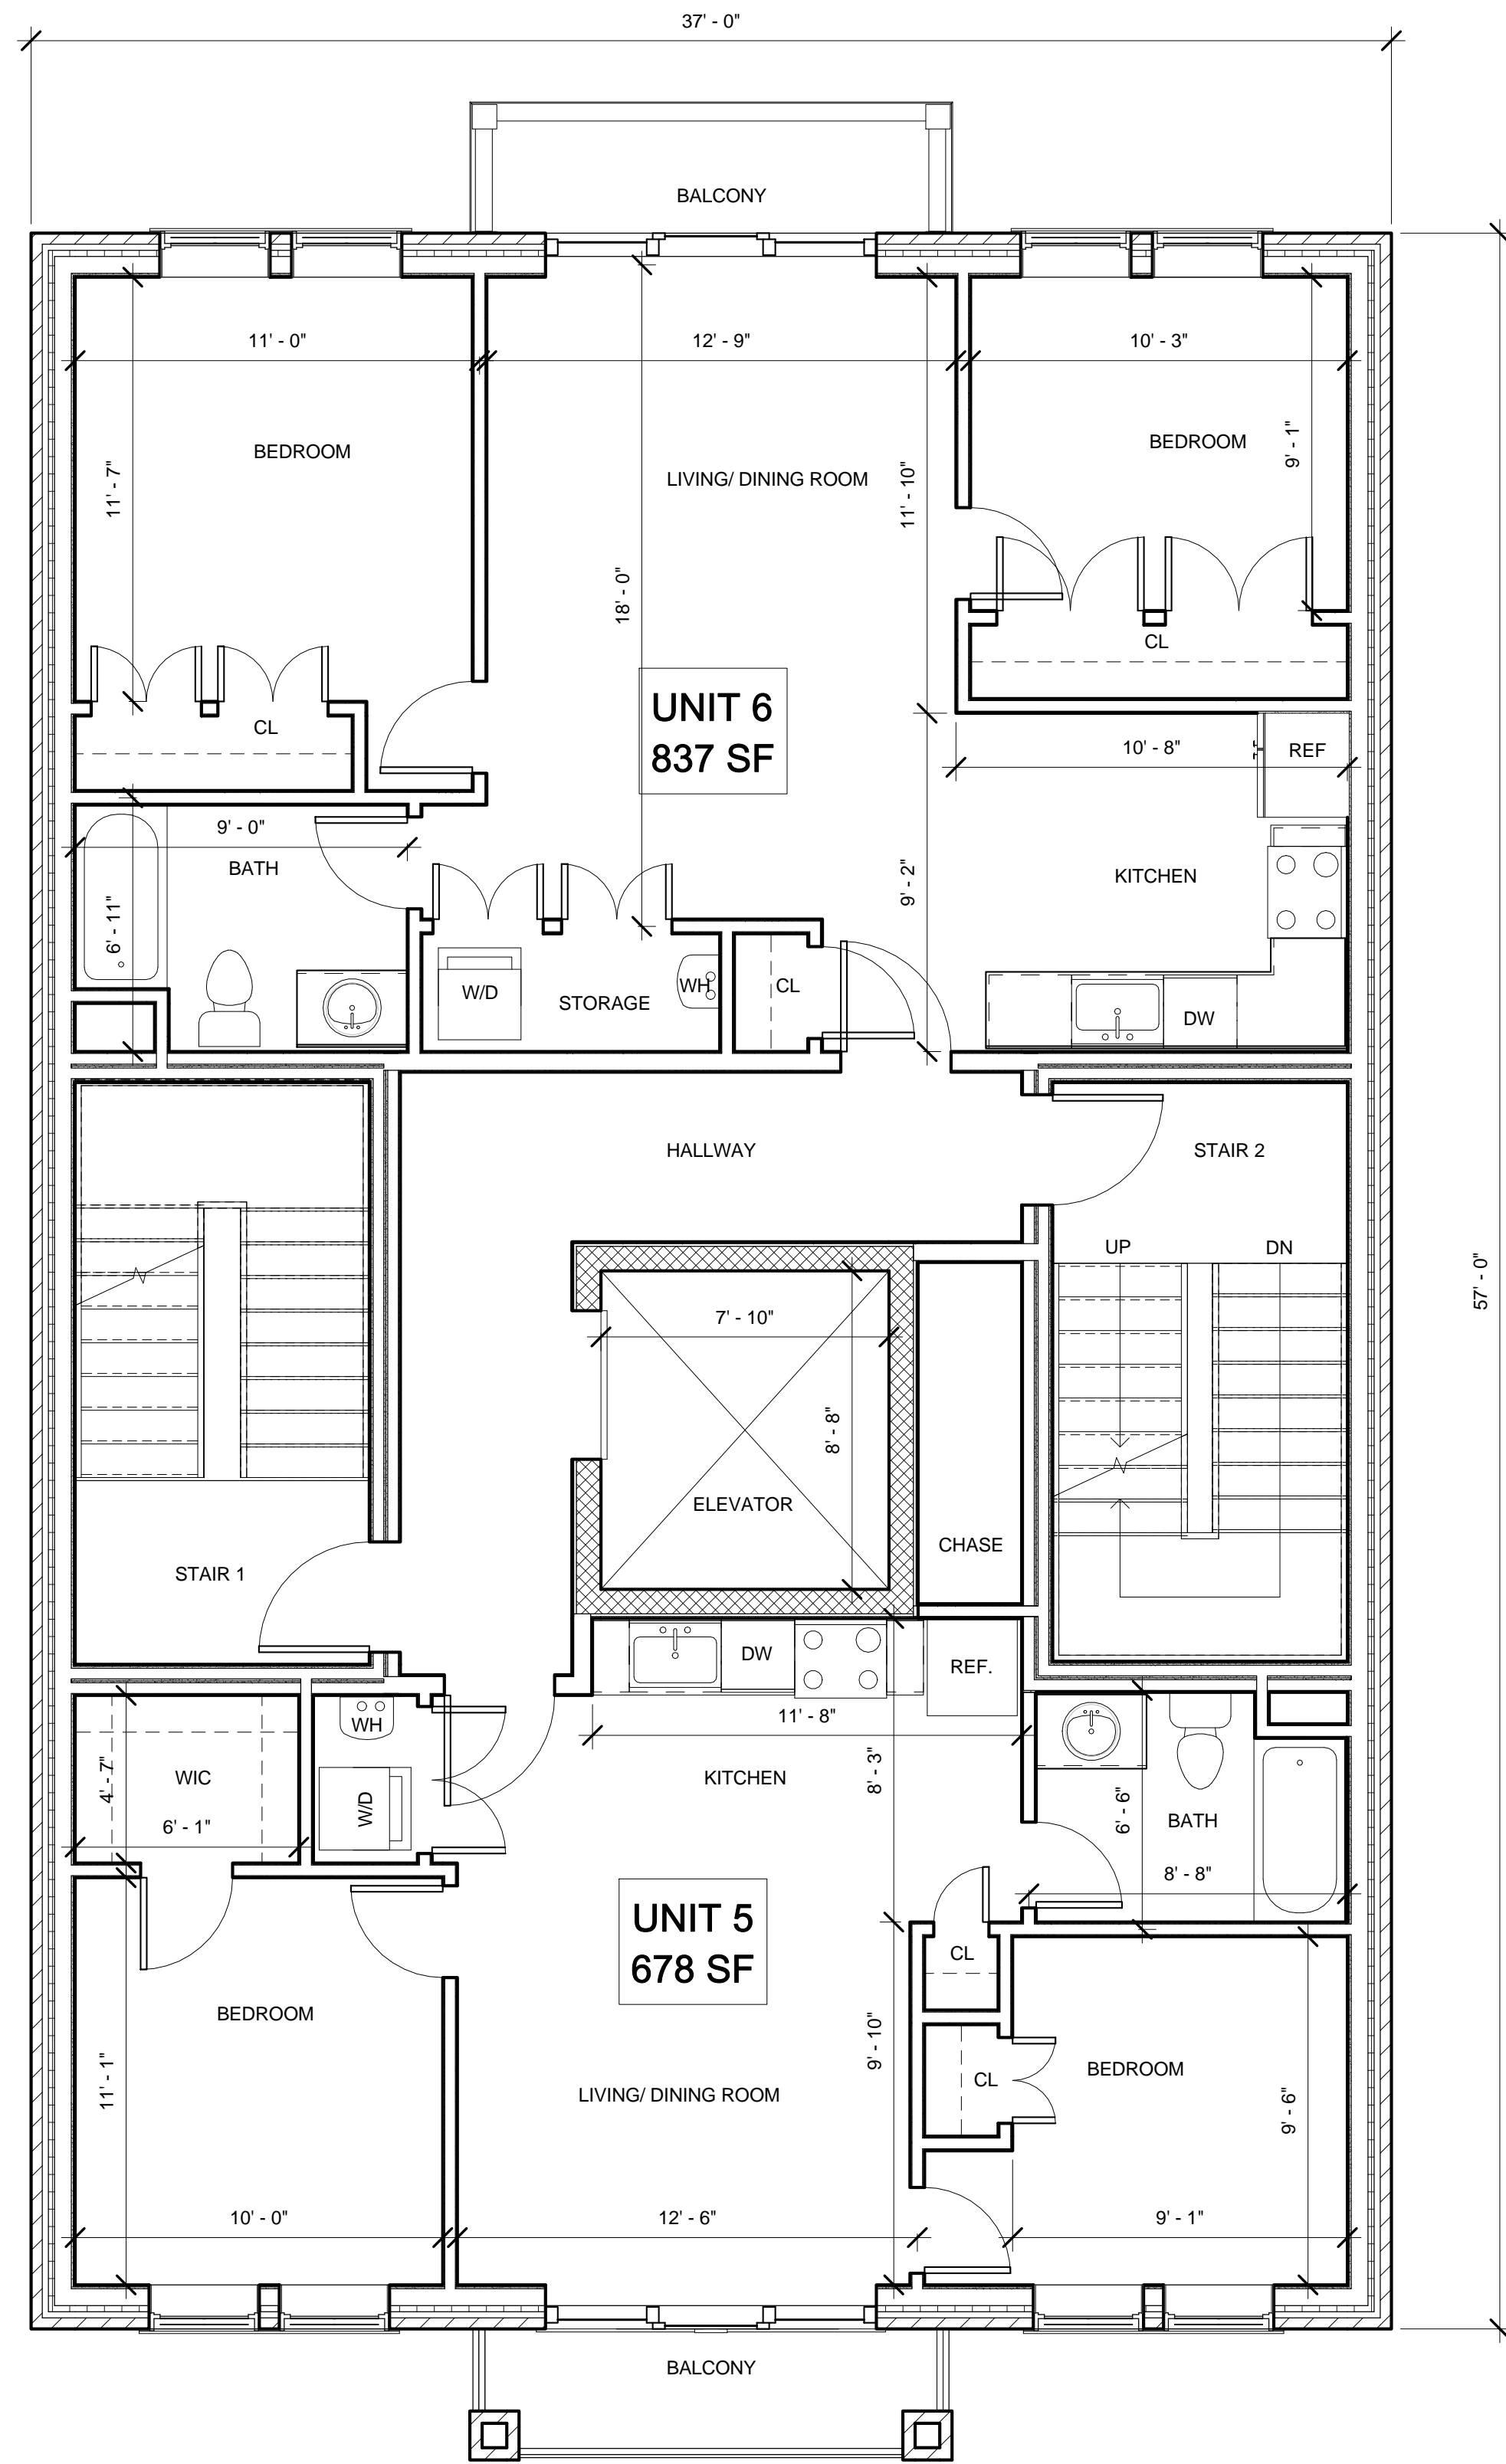 37' - 0"
BALCONY
11' - 0"
12' - 9"
10' - 3"
BEDROOM
LIVING/ DINING ROOM
BEDROOM
9' - 1"
11' - 7"
11' - 10"
18' - 0"
CL
UNIT 6
837 SF
CL
10' - 8"
REF
9' - 0"
BATH
KITCHEN
9' - 2"
6' - 11"
W/D
STORAGE
WH
CL
DW
HALLWAY
STAIR 2
UP
DN
57' - 0"
7' - 10"
8' - 8"
ELEVATOR
CHASE
STAIR 1
DW
REF.
WH
11' - 8"
WIC
4' - 7"
6' - 1"
W/D
KITCHEN
8' - 3"
6' - 6"
BATH
8' - 8"
UNIT 5
678 SF
CL
BEDROOM
9' - 10"
11' - 1"
LIVING/ DINING ROOM
CL
BEDROOM
9' - 6"
10' - 0"
12' - 6"
9' - 1"
BALCONY